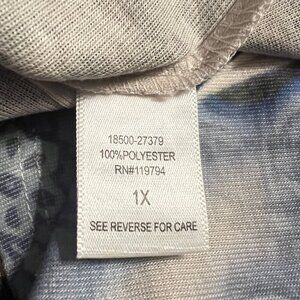 18500-27379
100%POLYESTER
RN#119794
1X
SEE REVERSE FOR CARE